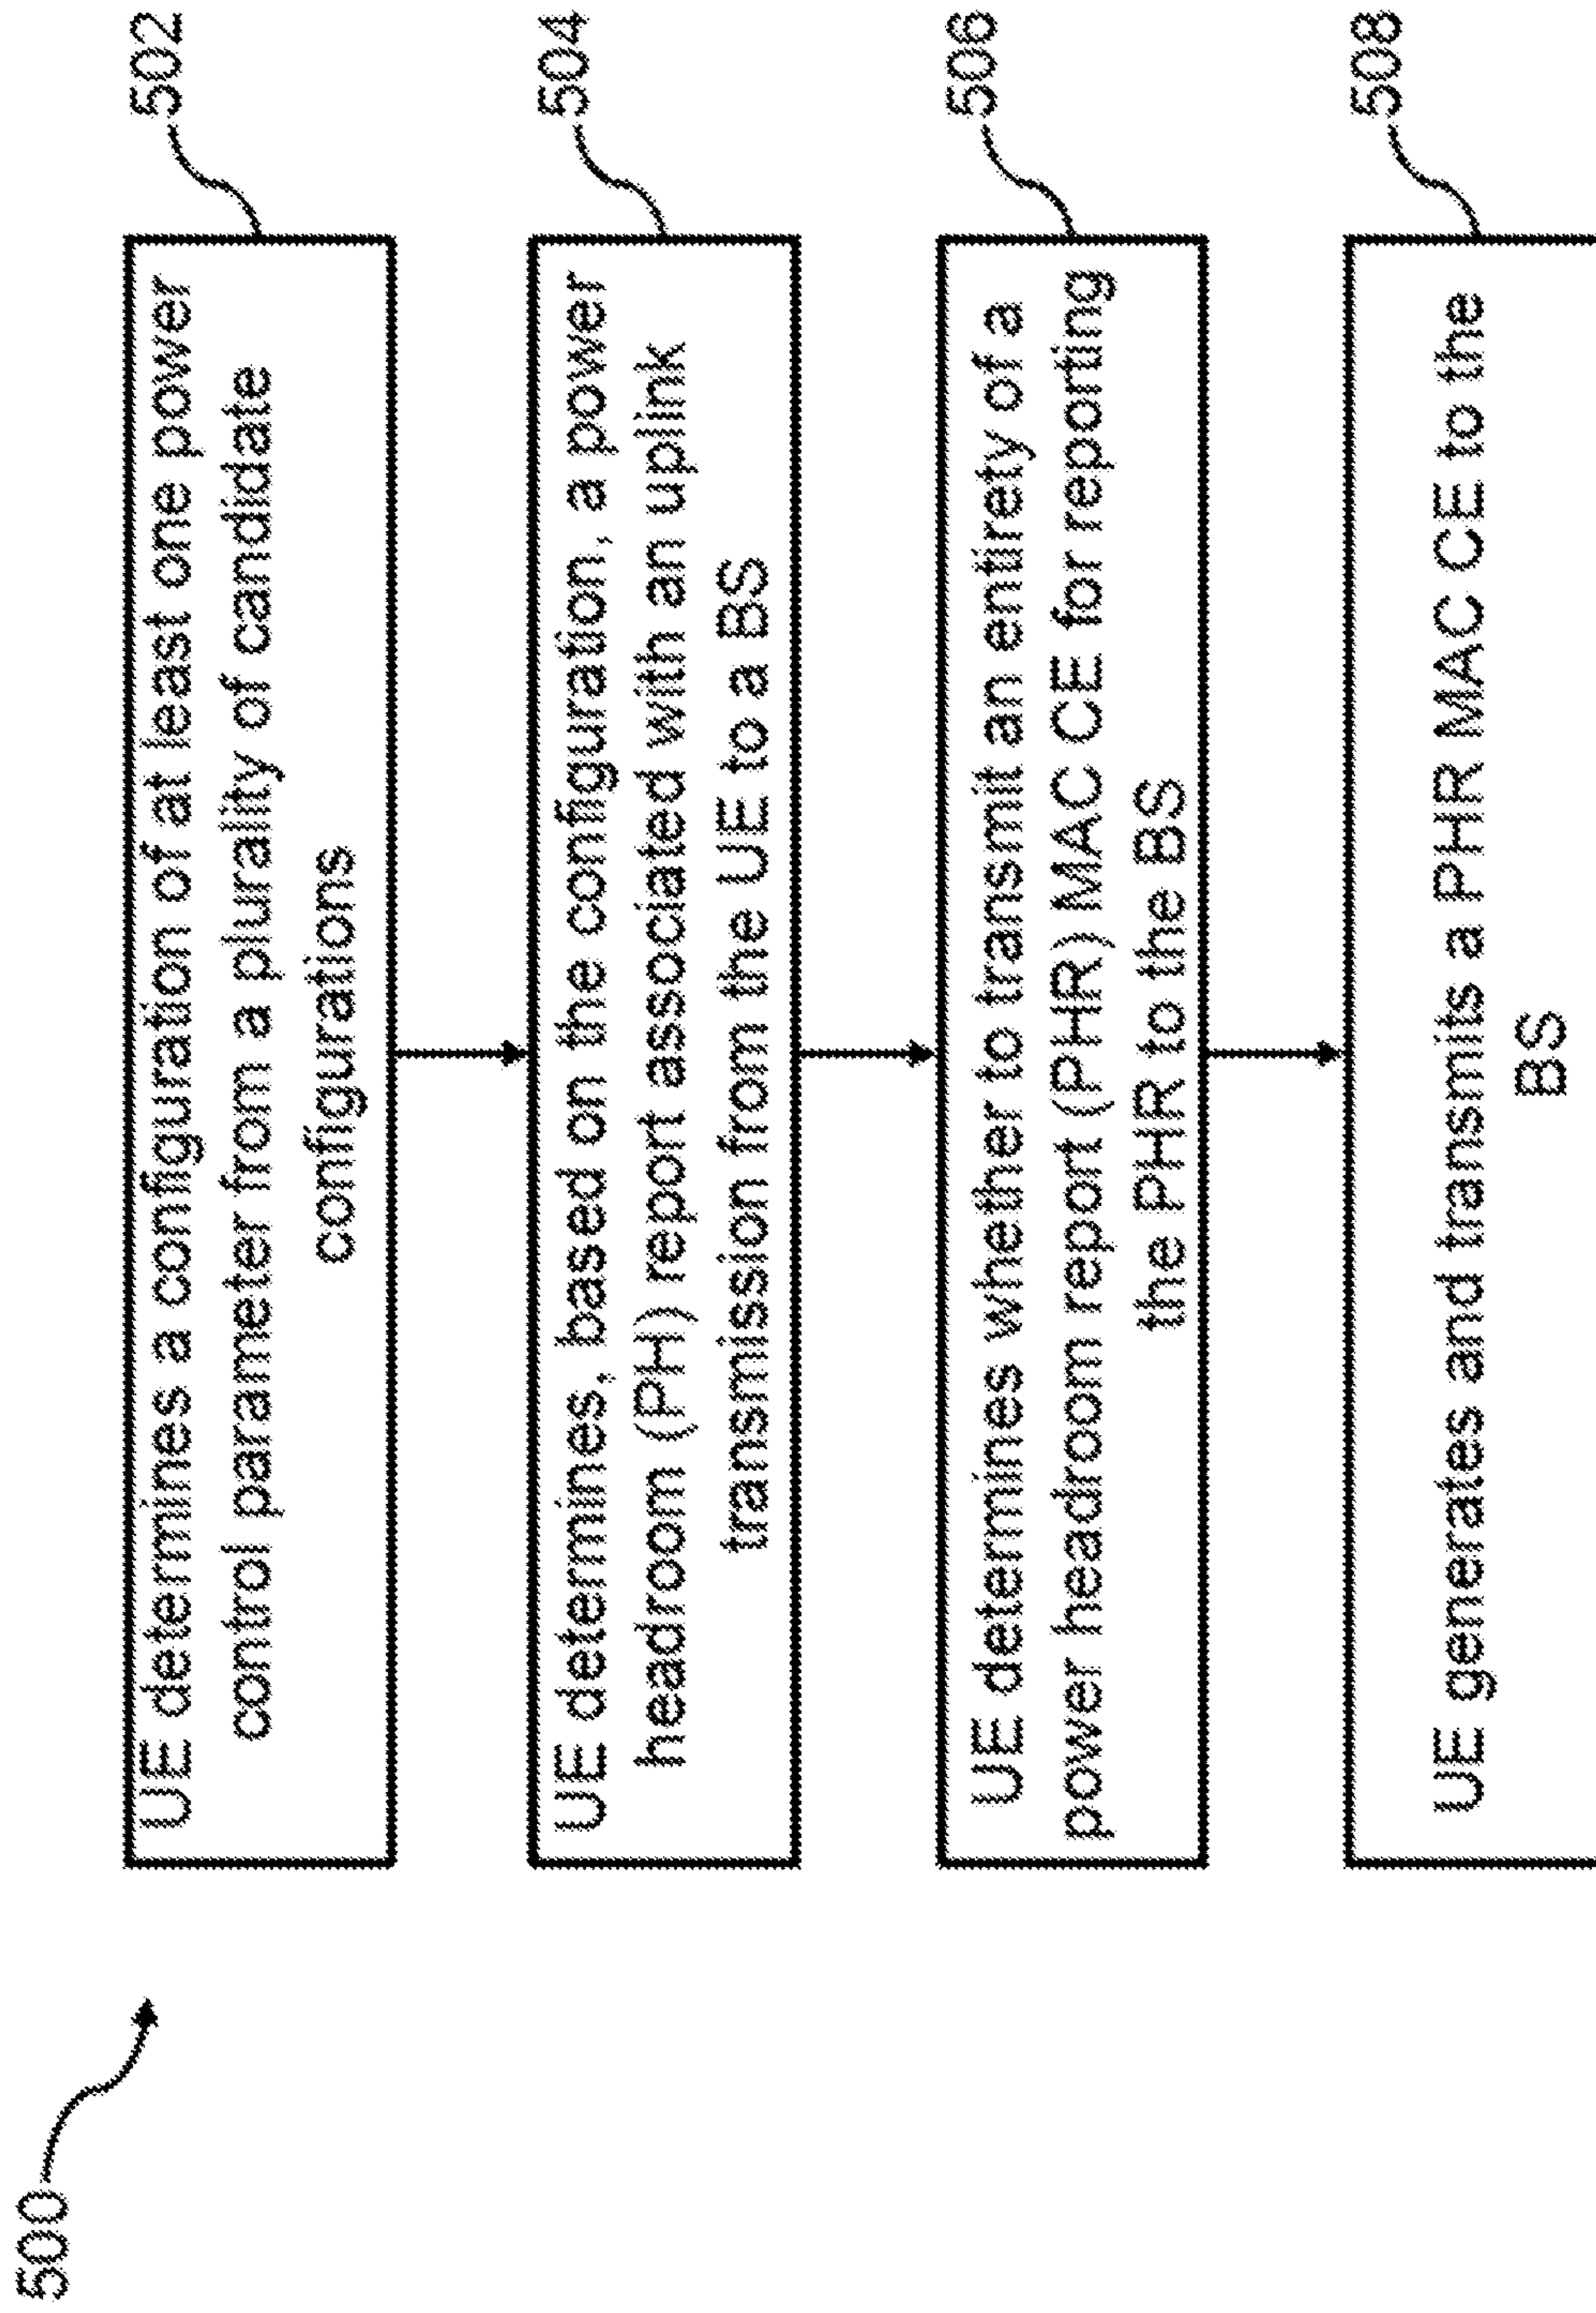 500
UE determines a configuration of at least one power
control parameter from a plurality of candidate
configurations
502
UE determines, based on the configuration, a power
headroom (PH) report associated with an uplink
transmission from the UE to a BS
504
UE determines whether to transmit an entirety of a
power headroom report (PHR) MAC CE for reporting
the PHR to the BS
506
UE generates and transmits a PHR MAC CE to the
BS
508